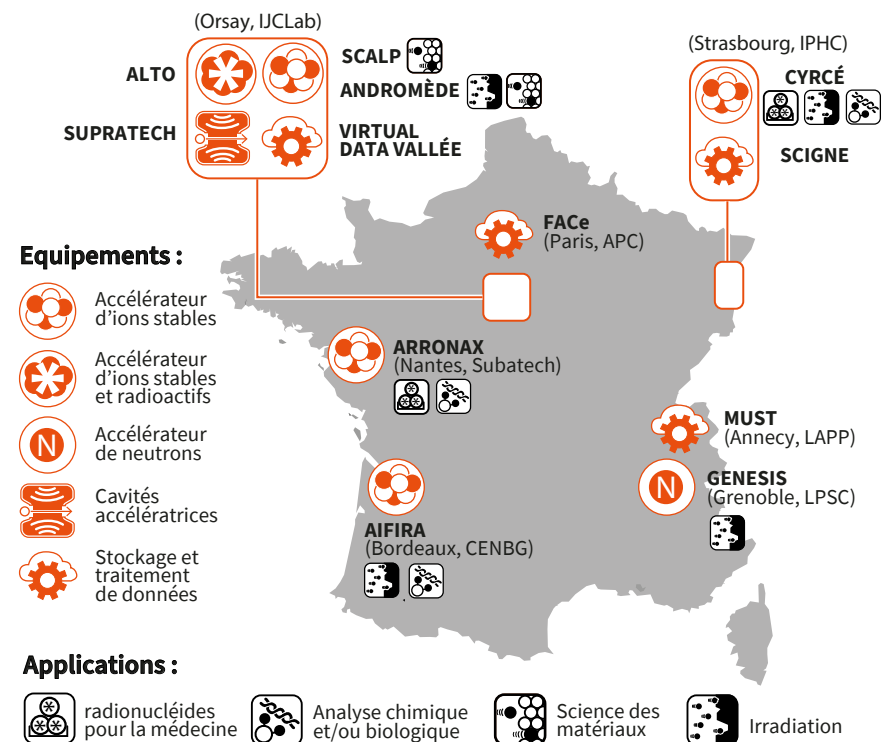 (Orsay, IJCLab)
ALTO
SCALP
ANDROMÈDE
SUPRATECH
VIRTUAL
DATA VALLÉE
(Strasbourg, IPHC)
CYRCÉ
SCIGNE
FACe
(Paris, APC)
Equipements :
Accélérateur
d'ions stables
Accélérateur
d'ions stables
et radioactifs
N
Accélérateur
de neutrons
Cavités
accélératrices
Stockage et
traitement
de données
ARRONAX
(Nantes, Subatech)
MUST
(Annecy, LAPP)
N
GENESIS
(Grenoble, LPSC)
AIFIRA
(Bordeaux, CENBG)
Applications :
radionucléides
pour la médecine
Analyse chimique
et/ou biologique
Science des
matériaux
Irradiation